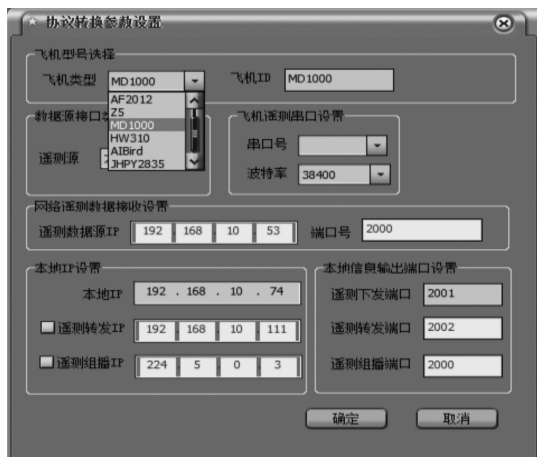 协议转换参数设置
飞机型号选择
飞机类型 MD1000 飞机ID MD1000
AF2012
Z5
MD1000
HW310
AIBird
JHPY2835
数据源接口
遥测源
飞机遥测串口设置
串口号
波特率 38400
网络遥测数据接收设置
遥测数据源IP 192 168 10 53 端口号 2000
本地IP设置
本地IP 192 . 168 . 10 . 74
遥测转发IP 192 168 10 111
遥测组播IP 224 5 0 3
本地信息输出端口设置
遥测下发端口 2001
遥测转发端口 2002
遥测组播端口 2000
确定 取消